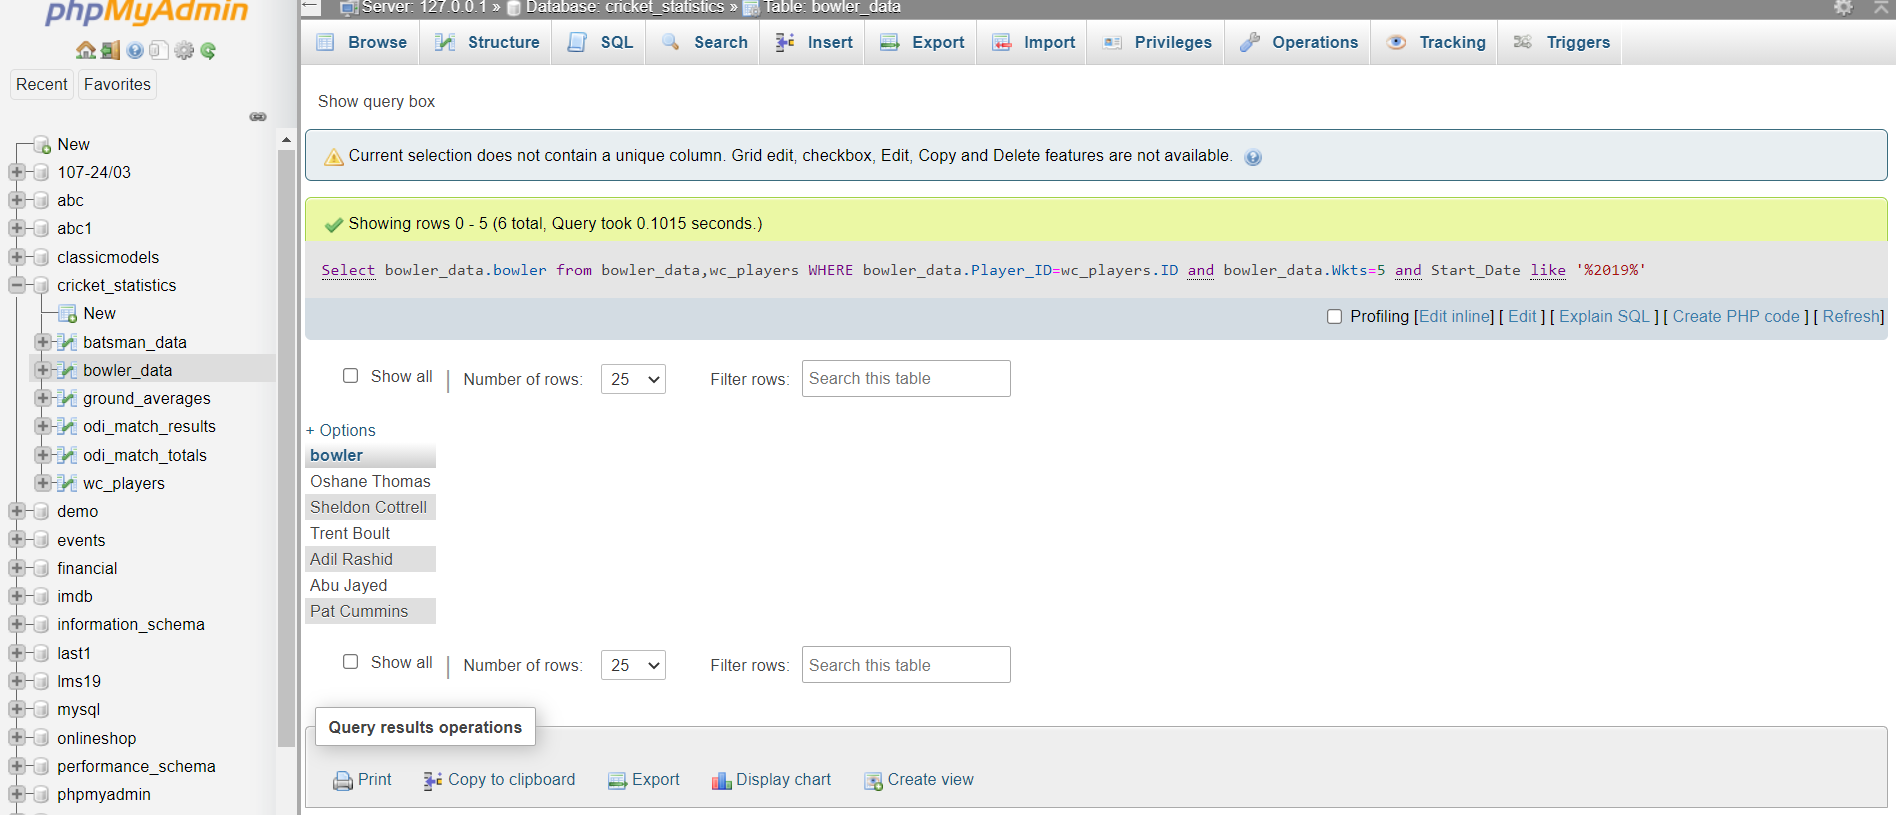 phpMyAdmin
Recent
Favorites
New
107-24/03
abc
abc1
classicmodels
cricket_statistics
New
batsman_data
bowler_data
ground_averages
odi_match_results
odi_match_totals
wc_players
demo
events
financial
imdb
information_schema
last1
lms19
mysql
onlineshop
performance_schema
phpmyadmin
Server: 127.0.0.1 » Database: cricket_statistics » Table: bowler_data
Browse Structure SQL Search Insert Export Import Privileges Operations Tracking Triggers
Show query box
Current selection does not contain a unique column. Grid edit, checkbox, Edit, Copy and Delete features are not available.
Showing rows 0 - 5 (6 total, Query took 0.1015 seconds.)
Select bowler_data.bowler from bowler_data,wc_players WHERE bowler_data.Player_ID=wc_players.ID and bowler_data.Wkts=5 and Start_Date like '%2019%'
Profiling [Edit inline] [ Edit ] [ Explain SQL ] [ Create PHP code ] [ Refresh]
Show all | Number of rows: 25 Filter rows: Search this table
+ Options
bowler
Oshane Thomas
Sheldon Cottrell
Trent Boult
Adil Rashid
Abu Jayed
Pat Cummins
Show all | Number of rows: 25 Filter rows: Search this table
Query results operations
Print Copy to clipboard Export Display chart Create view